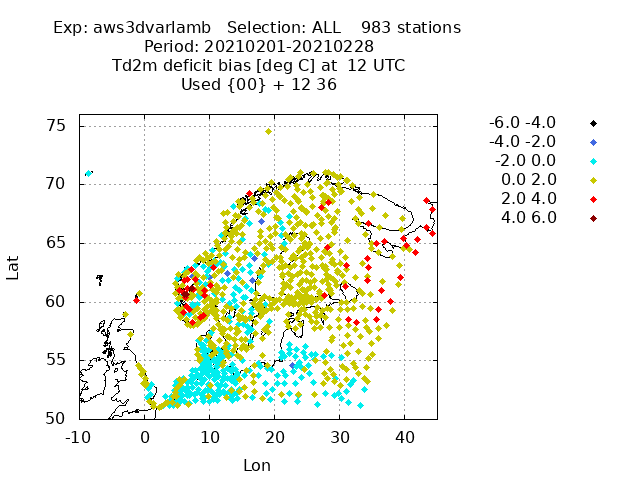 Exp: aws3dvarlamb   Selection: ALL    983 stations
Period: 20210201-20210228
Td2m deficit bias [deg C] at  12 UTC
Used {00} + 12 36
-6.0 -4.0
-4.0 -2.0
-2.0 0.0
0.0 2.0
2.0 4.0
4.0 6.0
75
70
65
60
55
50
Lat
-10 0 10 20 30 40
Lon